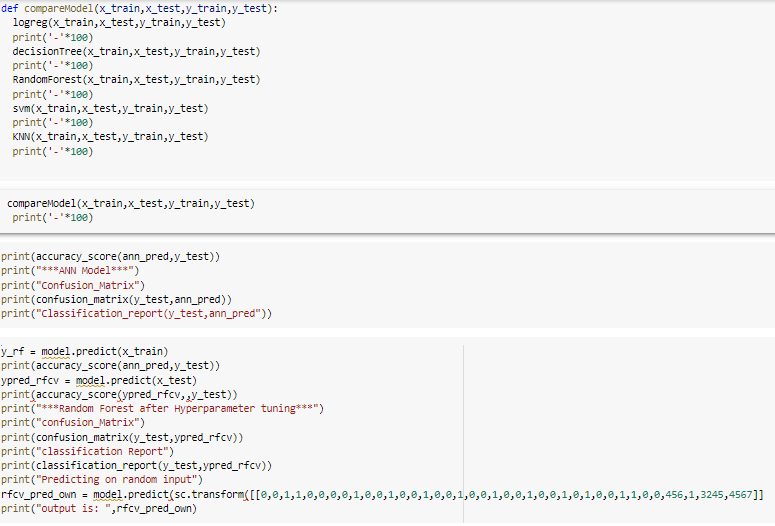 def compareModel(x_train,x_test,y_train,y_test):
logreg(x_train,x_test,y_train,y_test)
print('-'*100)
decisionTree(x_train,x_test,y_train,y_test)
print('-'*100)
RandomForest(x_train,x_test,y_train,y_test)
print('-'*100)
svm(x_train,x_test,y_train,y_test)
print('-'*100)
KNN(x_train,x_test,y_train,y_test)
print('-'*100)
compareModel(x_train,x_test,y_train,y_test)
print('-'*100)
print(accuracy_score(ann_pred,y_test))
print("***ANN Model***")
print("Confusion_Matrix")
print(confusion_matrix(y_test,ann_pred))
print("Classification_report(y_test,ann_pred"))
y_rf = model.predict(x_train)
print(accuracy_score(ann_pred,y_test))
ypred_rfcv = model.predict(x_test)
print(accuracy_score(ypred_rfcv,,y_test))
print("***Random Forest after Hyperparameter tuning***")
print("confusion_Matrix")
print(confusion_matrix(y_test,ypred_rfcv))
print("classification Report")
print(classification_report(y_test,ypred_rfcv))
print("Predicting on random input")
rfcv_pred_own = model.predict(sc.transform([[0,0,1,1,0,0,0,0,1,0,0,1,0,0,1,0,0,1,0,0,1,0,0,1,0,0,1,0,1,0,0,1,1,0,0,456,1,3245,4567]]
print("output is: ",rfcv_pred_own)